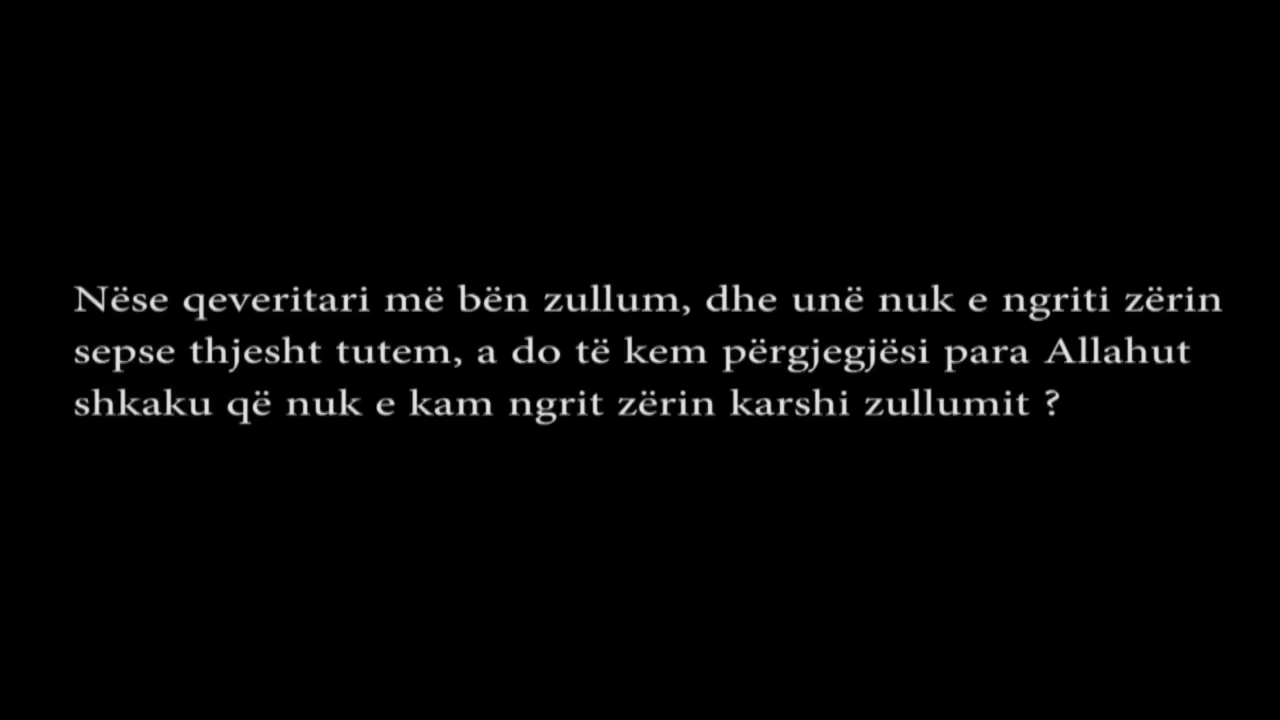 Nëse qeveritari më bën zullum, dhe unë nuk e ngriti zërin
sepse thjesht tutem, a do të kem përgjegjësi para Allahut
shkaku që nuk e kam ngrit zërin karshi zullumit ?